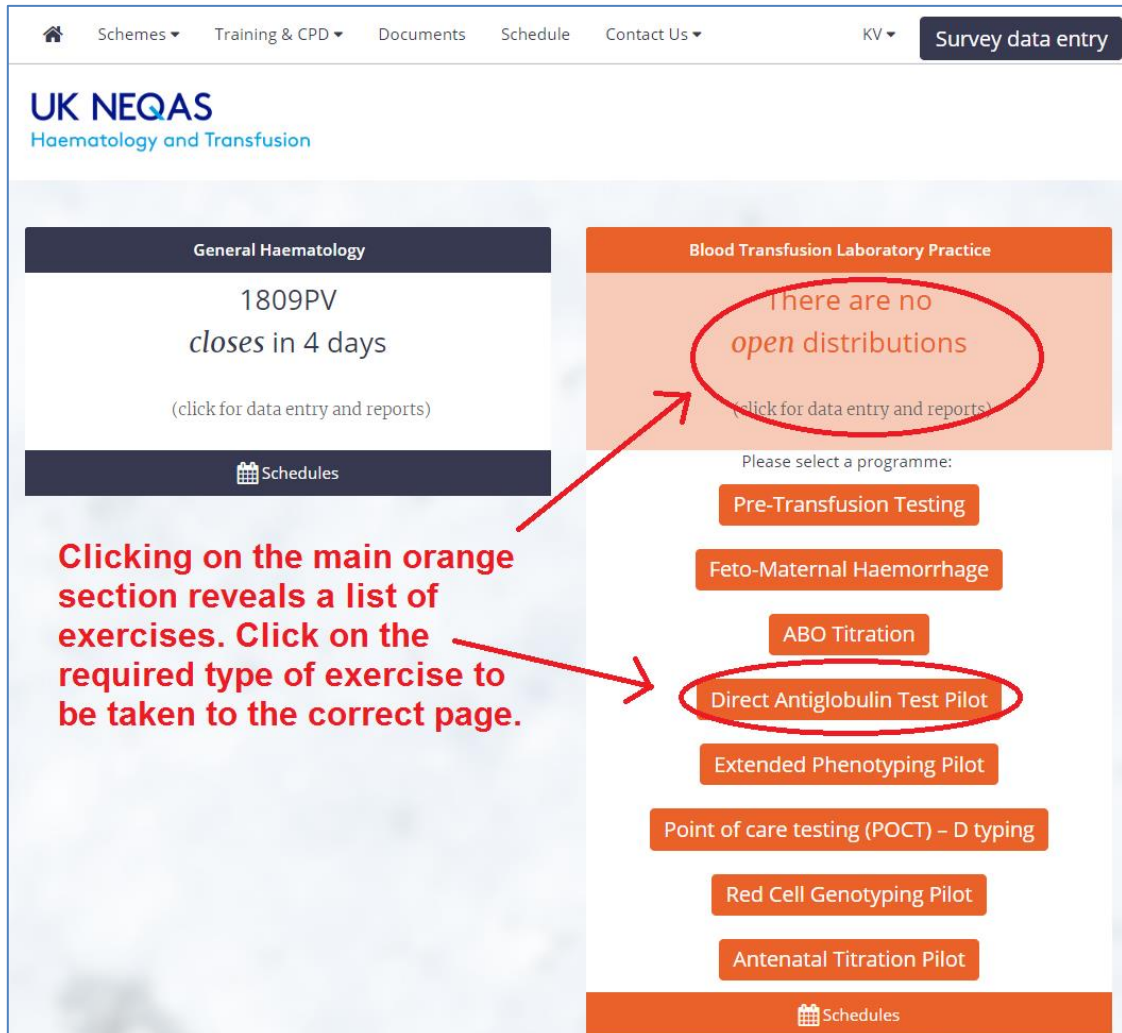 Schemes Training & CPD Documents Schedule Contact Us KV Survey data entry
UK NEQAS
Haematology and Transfusion
General Haematology
1809PV
closes in 4 days
(click for data entry and reports)
Schedules
Blood Transfusion Laboratory Practice
There are no
open distributions
(click for data entry and reports)
Please select a programme:
Pre-Transfusion Testing
Feto-Maternal Haemorrhage
ABO Titration
Direct Antiglobulin Test Pilot
Extended Phenotyping Pilot
Point of care testing (POCT) – D typing
Red Cell Genotyping Pilot
Antenatal Titration Pilot
Schedules
Clicking on the main orange
section reveals a list of
exercises. Click on the
required type of exercise to
be taken to the correct page.